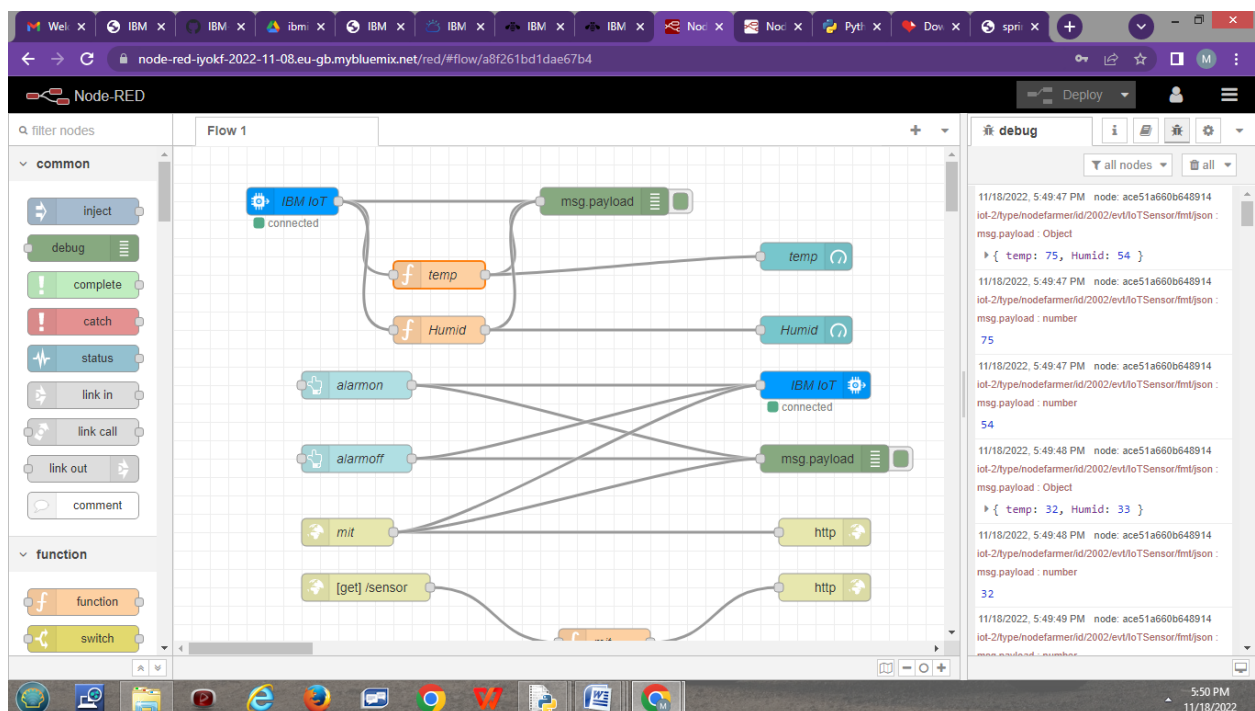 Welc
IBM
IBM
ibmi
IBM
IBM
IBM
IBM
Nod
Nod
Pyth
Dow
sprin
node-red-iyokf-2022-11-08.eu-gb.mybluemix.net/red/#flow/a8f261bd1dae67b4
M
Node-RED
Deploy
filter nodes
Flow 1
debug
i
common
all nodes
all
inject
debug
complete
catch
status
link in
link call
link out
comment
function
function
switch
IBM IoT
connected
msg.payload
temp
temp
Humid
Humid
alarmon
IBM IoT
connected
alarmoff
msg.payload
mit
http
[get] /sensor
http
mit
11/18/2022, 5:49:47 PM node: ace51a660b648914
iot-2/type/nodefarmer/id/2002/evt/IoTSensor/fmt/json :
msg.payload : Object
{ temp: 75, Humid: 54 }
11/18/2022, 5:49:47 PM node: ace51a660b648914
iot-2/type/nodefarmer/id/2002/evt/IoTSensor/fmt/json :
msg.payload : number
75
11/18/2022, 5:49:47 PM node: ace51a660b648914
iot-2/type/nodefarmer/id/2002/evt/IoTSensor/fmt/json :
msg.payload : number
54
11/18/2022, 5:49:48 PM node: ace51a660b648914
iot-2/type/nodefarmer/id/2002/evt/IoTSensor/fmt/json :
msg.payload : Object
{ temp: 32, Humid: 33 }
11/18/2022, 5:49:48 PM node: ace51a660b648914
iot-2/type/nodefarmer/id/2002/evt/IoTSensor/fmt/json :
msg.payload : number
32
11/18/2022, 5:49:49 PM node: ace51a660b648914
iot-2/type/nodefarmer/id/2002/evt/IoTSensor/fmt/json :
msg.payload : number
5:50 PM
11/18/2022